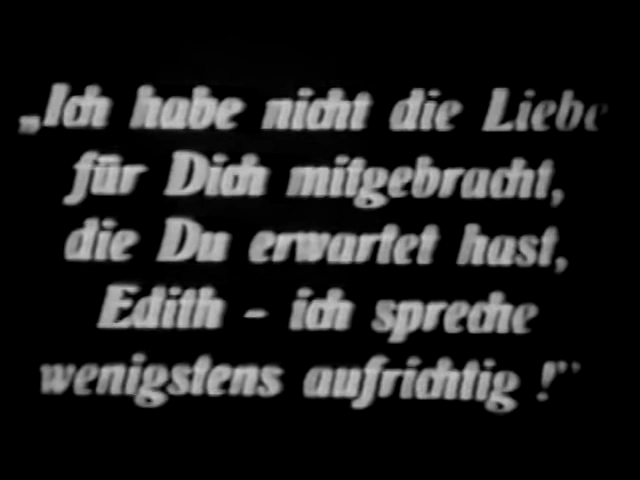 „Ich habe nicht die Liebe
für Dich mitgebracht,
die Du erwartet hast,
Edith - ich spreche
wenigstens aufrichtig !”